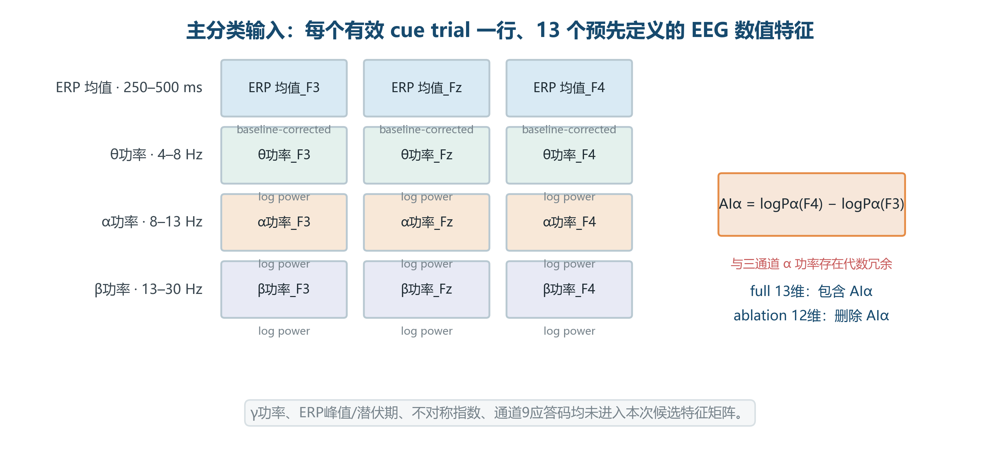 主分类输入：每个有效 cue trial 一行、13 个预先定义的 EEG 数值特征
ERP 均值 · 250–500 ms
ERP 均值_F3
ERP 均值_Fz
ERP 均值_F4
baseline-corrected
baseline-corrected
baseline-corrected
θ功率 · 4–8 Hz
θ功率_F3
θ功率_Fz
θ功率_F4
log power
log power
log power
α功率 · 8–13 Hz
α功率_F3
α功率_Fz
α功率_F4
log power
log power
log power
β功率 · 13–30 Hz
β功率_F3
β功率_Fz
β功率_F4
log power
log power
log power
AIα = logPα(F4) − logPα(F3)
与三通道 α 功率存在代数冗余
full 13维：包含 AIα
ablation 12维：删除 AIα
γ功率、ERP峰值/潜伏期、不对称指数、通道9应答码均未进入本次候选特征矩阵。